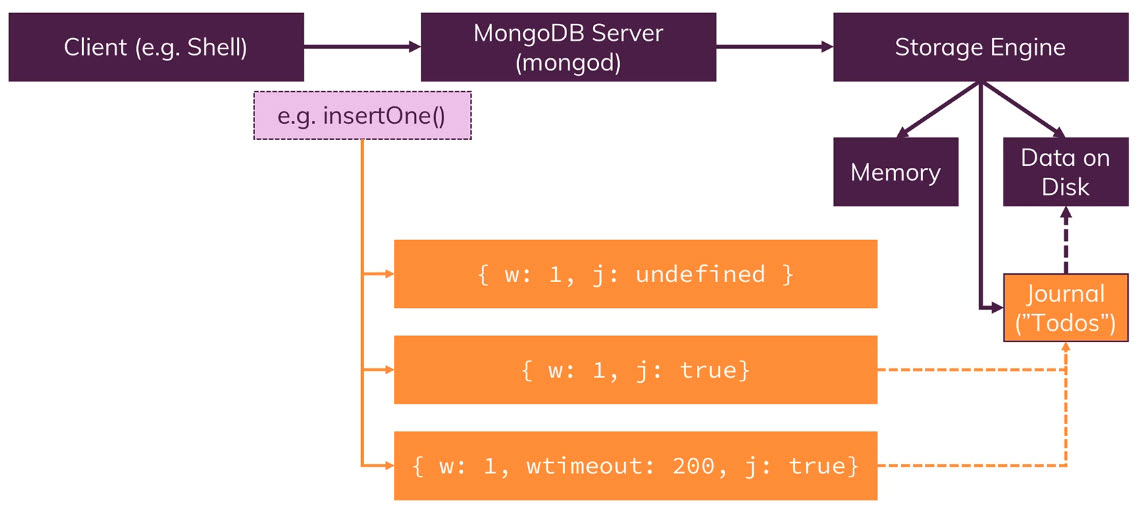 Client (e.g. Shell)
MongoDB Server
(mongod)
Storage Engine
e.g. insertOne()
Memory
Data on
Disk
{ w: 1, j: undefined }
Journal
(”Todos”)
{ w: 1, j: true}
{ w: 1, wtimeout: 200, j: true}